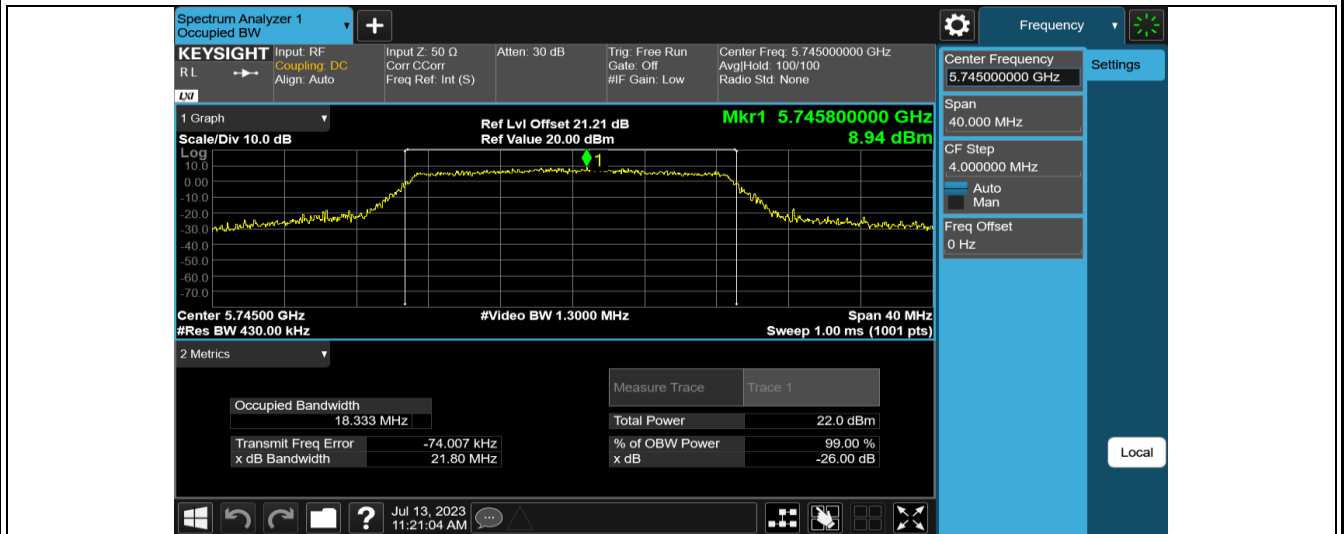 Spectrum Analyzer 1
Occupied BW
Frequency
KEYSIGHT
R L
LXI
Input: RF
Coupling: DC
Align: Auto
Input Z: 50 Ω
Corr CCorr
Freq Ref: Int (S)
Atten: 30 dB
Trig: Free Run
Gate: Off
#IF Gain: Low
Center Freq: 5.745000000 GHz
Avg|Hold: 100/100
Radio Std: None
Center Frequency
5.745000000 GHz
Settings
Span
40.000 MHz
CF Step
4.000000 MHz
Auto
Man
Freq Offset
0 Hz
1 Graph
Scale/Div 10.0 dB
Ref Lvl Offset 21.21 dB
Ref Value 20.00 dBm
Mkr1 5.745800000 GHz
8.94 dBm
Log
10.0
0.00
-10.0
-20.0
-30.0
-40.0
-50.0
-60.0
-70.0
1
Center 5.74500 GHz
#Res BW 430.00 kHz
#Video BW 1.3000 MHz
Span 40 MHz
Sweep 1.00 ms (1001 pts)
2 Metrics
Measure Trace Trace 1
Occupied Bandwidth
18.333 MHz
Total Power 22.0 dBm
Transmit Freq Error -74.007 kHz
% of OBW Power 99.00 %
x dB Bandwidth 21.80 MHz
x dB -26.00 dB
Local
Jul 13, 2023
11:21:04 AM